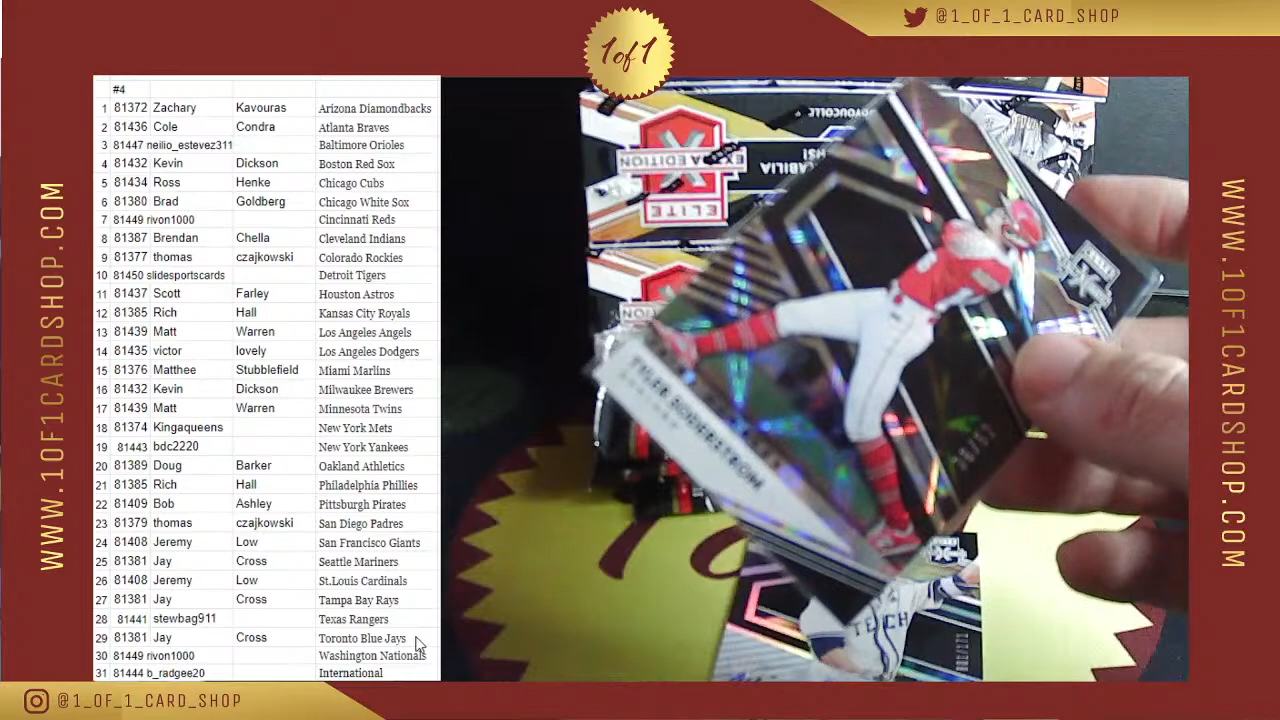 @1_OF_1_CARD_SHOP
1of1
WWW.1OF1CARDSHOP.COM
#4
1 81372 Zachary Kavouras Arizona Diamondbacks
2 81436 Cole Condra Atlanta Braves
3 81447 neilio_estevez311 Baltimore Orioles
4 81432 Kevin Dickson Boston Red Sox
5 81434 Ross Henke Chicago Cubs
6 81380 Brad Goldberg Chicago White Sox
7 81449 rivon1000 Cincinnati Reds
8 81387 Brendan Chella Cleveland Indians
9 81377 thomas czajkowski Colorado Rockies
10 81450 slidesportscards Detroit Tigers
11 81437 Scott Farley Houston Astros
12 81385 Rich Hall Kansas City Royals
13 81439 Matt Warren Los Angeles Angels
14 81435 victor lovely Los Angeles Dodgers
15 81376 Matthee Stubblefield Miami Marlins
16 81432 Kevin Dickson Milwaukee Brewers
17 81439 Matt Warren Minnesota Twins
18 81374 Kingaqueens New York Mets
19 81443 bdc2220 New York Yankees
20 81389 Doug Barker Oakland Athletics
21 81385 Rich Hall Philadelphia Phillies
22 81409 Bob Ashley Pittsburgh Pirates
23 81379 thomas czajkowski San Diego Padres
24 81408 Jeremy Low San Francisco Giants
25 81381 Jay Cross Seattle Mariners
26 81408 Jeremy Low St.Louis Cardinals
27 81381 Jay Cross Tampa Bay Rays
28 81441 stewbag911 Texas Rangers
29 81381 Jay Cross Toronto Blue Jays
30 81449 rivon1000 Washington Nationals
31 81444 b_radgee20 International
ELITE
EXTRA EDITION
TYLER SODERSTROM
TECH
WWW.1OF1CARDSHOP.COM
@1_OF_1_CARD_SHOP